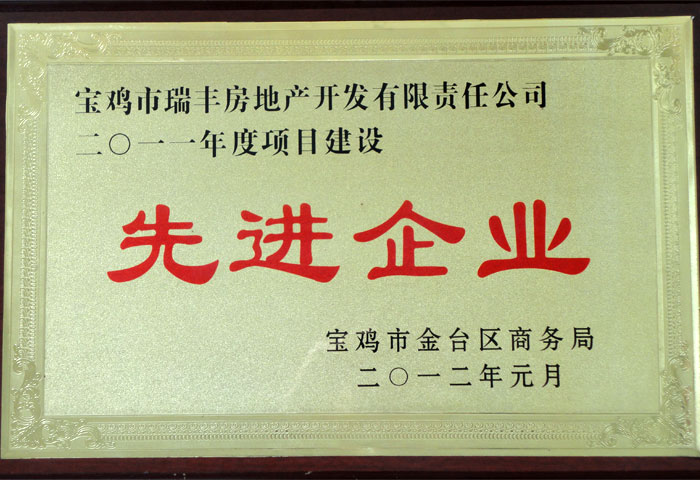 宝鸡市瑞丰房地产开发有限责任公司
二〇一一年度项目建设
先进企业
宝鸡市金台区商务局
二〇一二年元月